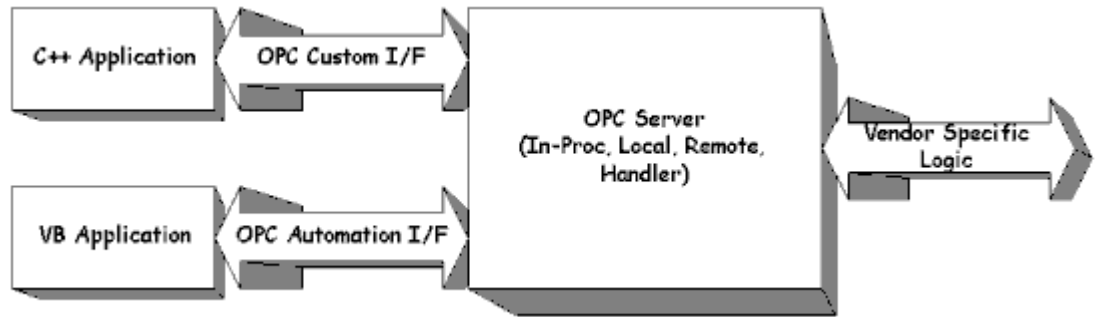 C++ Application
OPC Custom I/F
OPC Server
(In-Proc, Local, Remote,
Handler)
Vendor Specific
Logic
VB Application
OPC Automation I/F